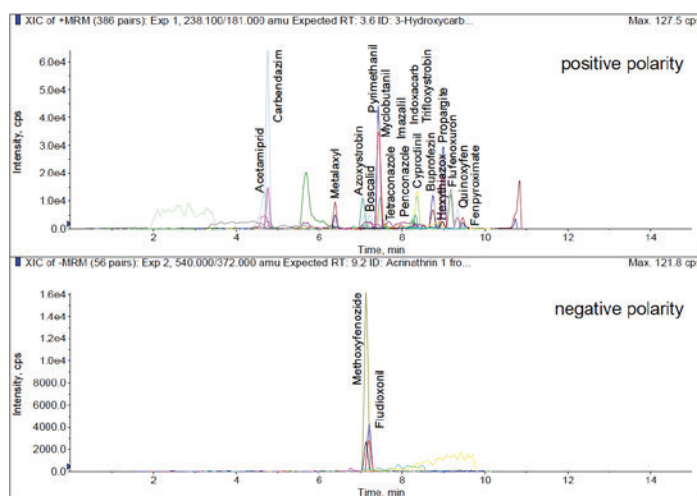 XIC of +MRM (386 pairs): Exp 1, 238.100/181.000 amu Expected RT: 3.6 ID: 3-Hydroxycarb...
Max. 127.5 cps
positive polarity
Intensity, cps
6.0e4
5.0e4
4.0e4
3.0e4
2.0e4
1.0e4
0.0
Acetamiprid
Carbendazim
Metalaxyl
Azoxystrobin
Boscalid
Pyrimethanil
Myclobutanil
Tetraconazole
Imazalil
Penconazole
Indoxacarb
Cyprodinil
Trifloxystrobin
Buprofezin
Hexythiazox
Propargite
Flufenoxuron
Quinoxyfen
Fenpyroximate
2 4 6 8 10 12 14
Time, min
XIC of -MRM (56 pairs): Exp 2, 540.000/372.000 amu Expected RT: 9.2 ID: Acrinathrin 1 fro...
Max. 121.8 cps
negative polarity
Intensity, cps
1.6e4
1.4e4
1.2e4
1.0e4
8000.0
6000.0
4000.0
2000.0
0.0
Methoxyfenozide
Fludioxonil
2 4 6 8 10 12 14
Time, min